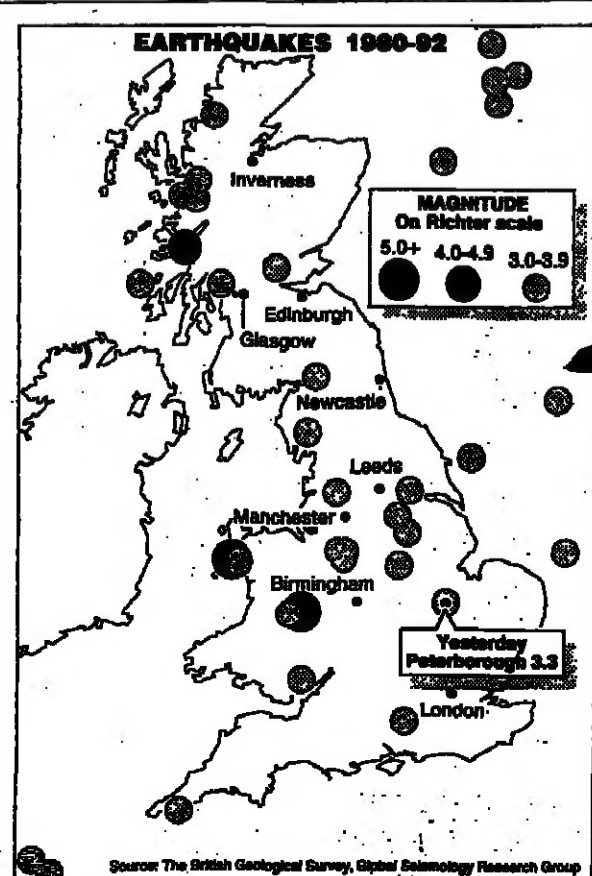 EARTHQUAKES 1980-92
Inverness
MAGNITUDE
On Richter scale
5.0+ 4.0-4.9 3.0-3.9
Edinburgh
Glasgow
Newcastle
Leeds
Manchester
Birmingham
Yesterday
Peterborough 3.3
London
Source: The British Geological Survey, Global Seismology Research Group